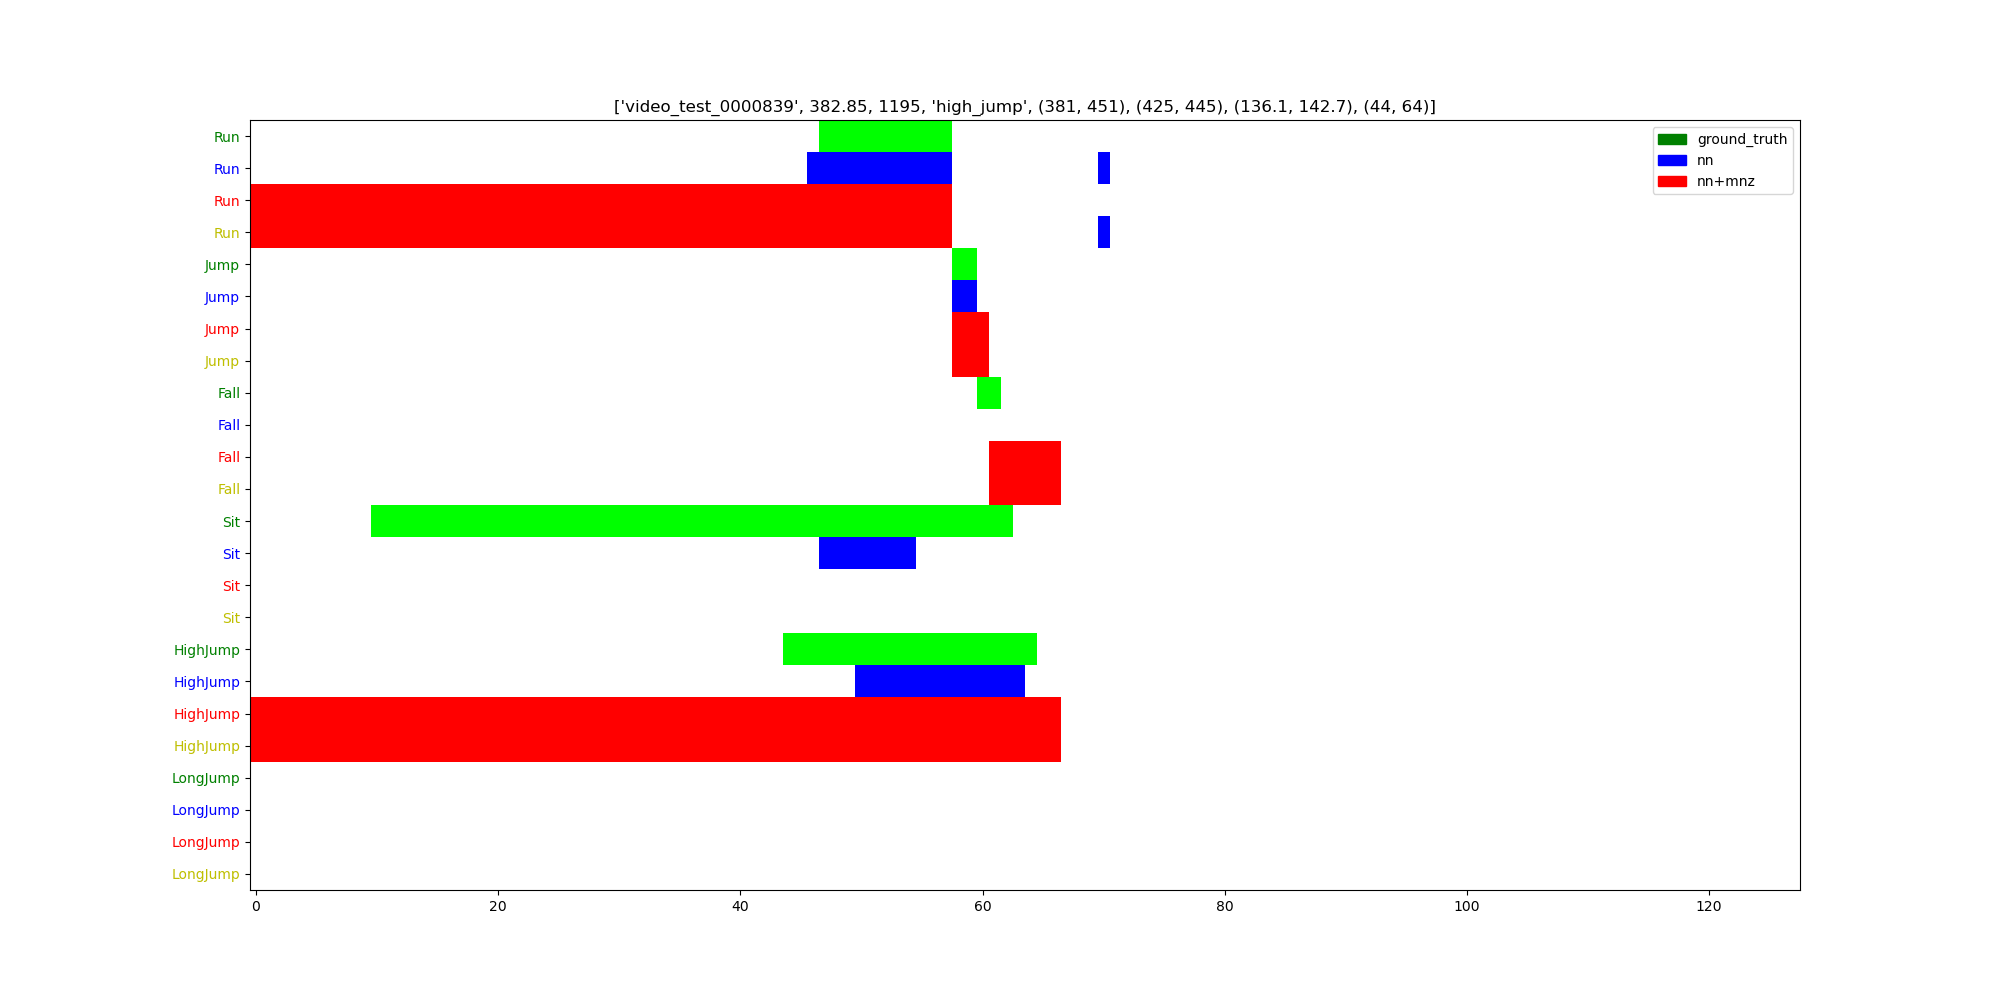 ['video_test_0000839', 382.85, 1195, 'high_jump', (381, 451), (425, 445), (136.1, 142.7), (44, 64)]
ground_truth
nn
nn+mnz
Run
Run
Run
Run
Jump
Jump
Jump
Jump
Fall
Fall
Fall
Fall
Sit
Sit
Sit
Sit
HighJump
HighJump
HighJump
HighJump
LongJump
LongJump
LongJump
LongJump
0 20 40 60 80 100 120